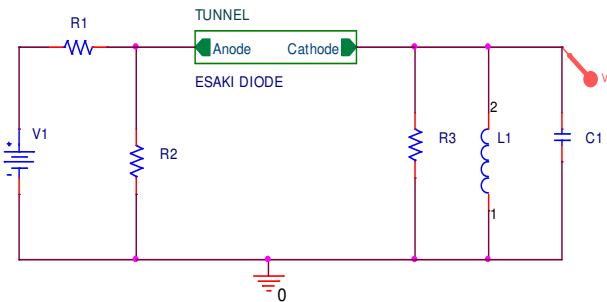 TUNNEL
R1
Anode Cathode
ESAKI DIODE
2
V1
R2
R3
L1
C1
V
1
0